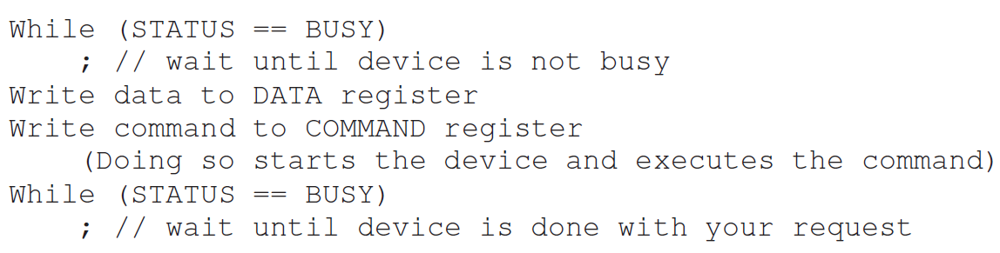 While (STATUS == BUSY)
    ; // wait until device is not busy
Write data to DATA register
Write command to COMMAND register
    (Doing so starts the device and executes the command)
While (STATUS == BUSY)
    ; // wait until device is done with your request